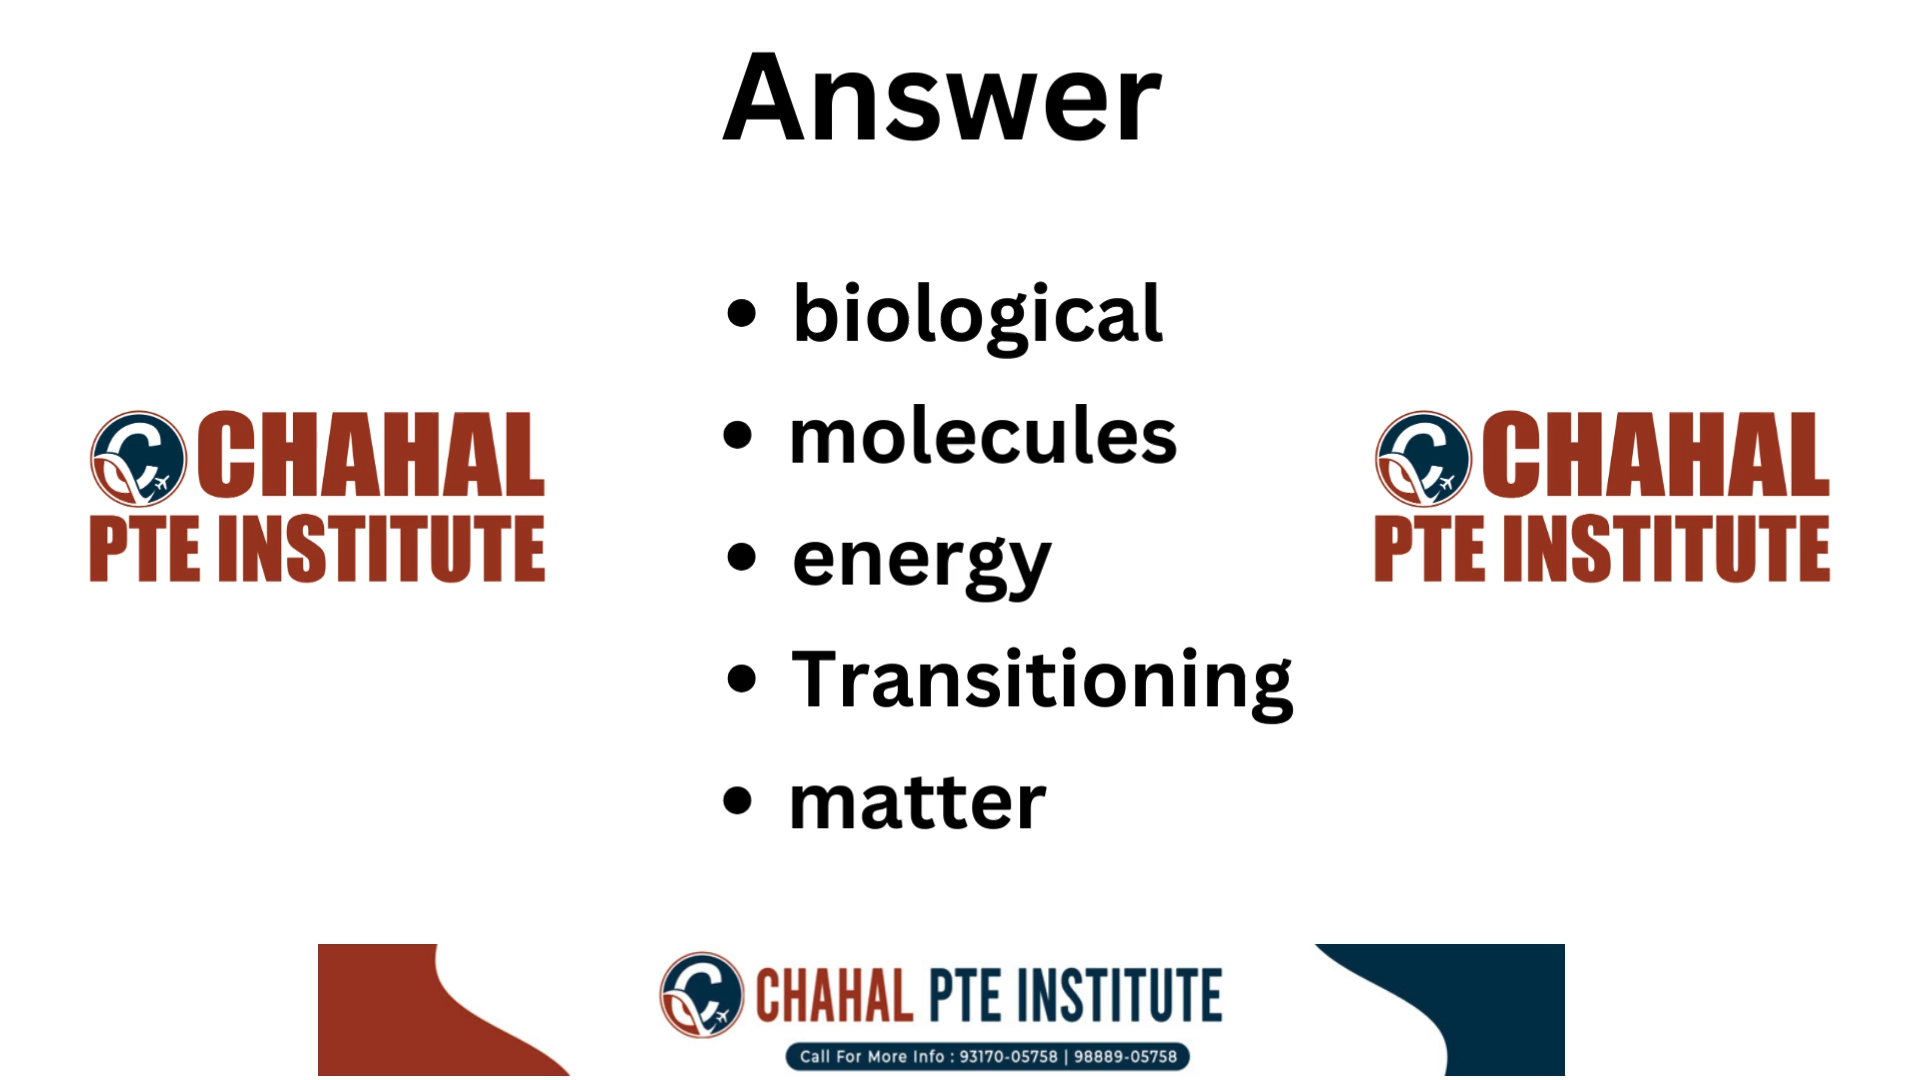 Answer
• biological
• molecules
• energy
• Transitioning
• matter
CHAHAL
PTE INSTITUTE
CHAHAL
PTE INSTITUTE
CHAHAL PTE INSTITUTE
Call For More Info : 93170-05758 | 98889-05758